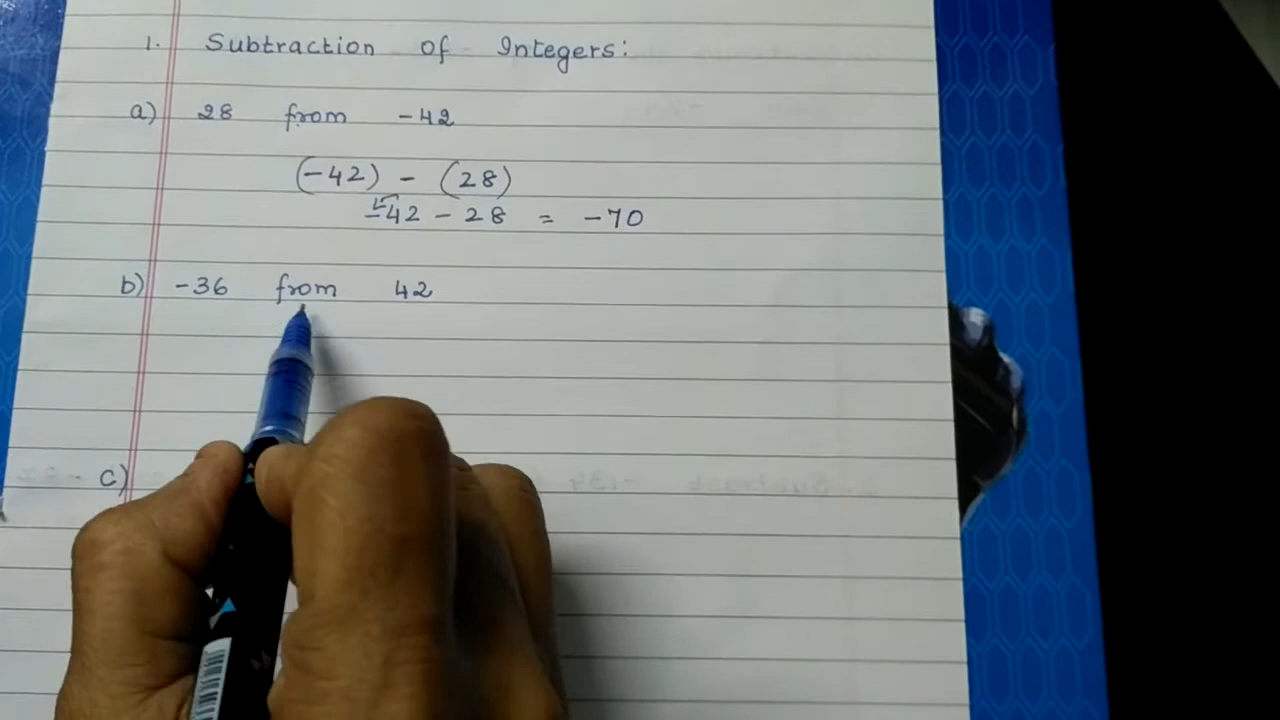 1. Subtraction of Integers:
a) 28 from -42
(-42) - (28)
-42 - 28 = -70
b) -36 from 42
c)